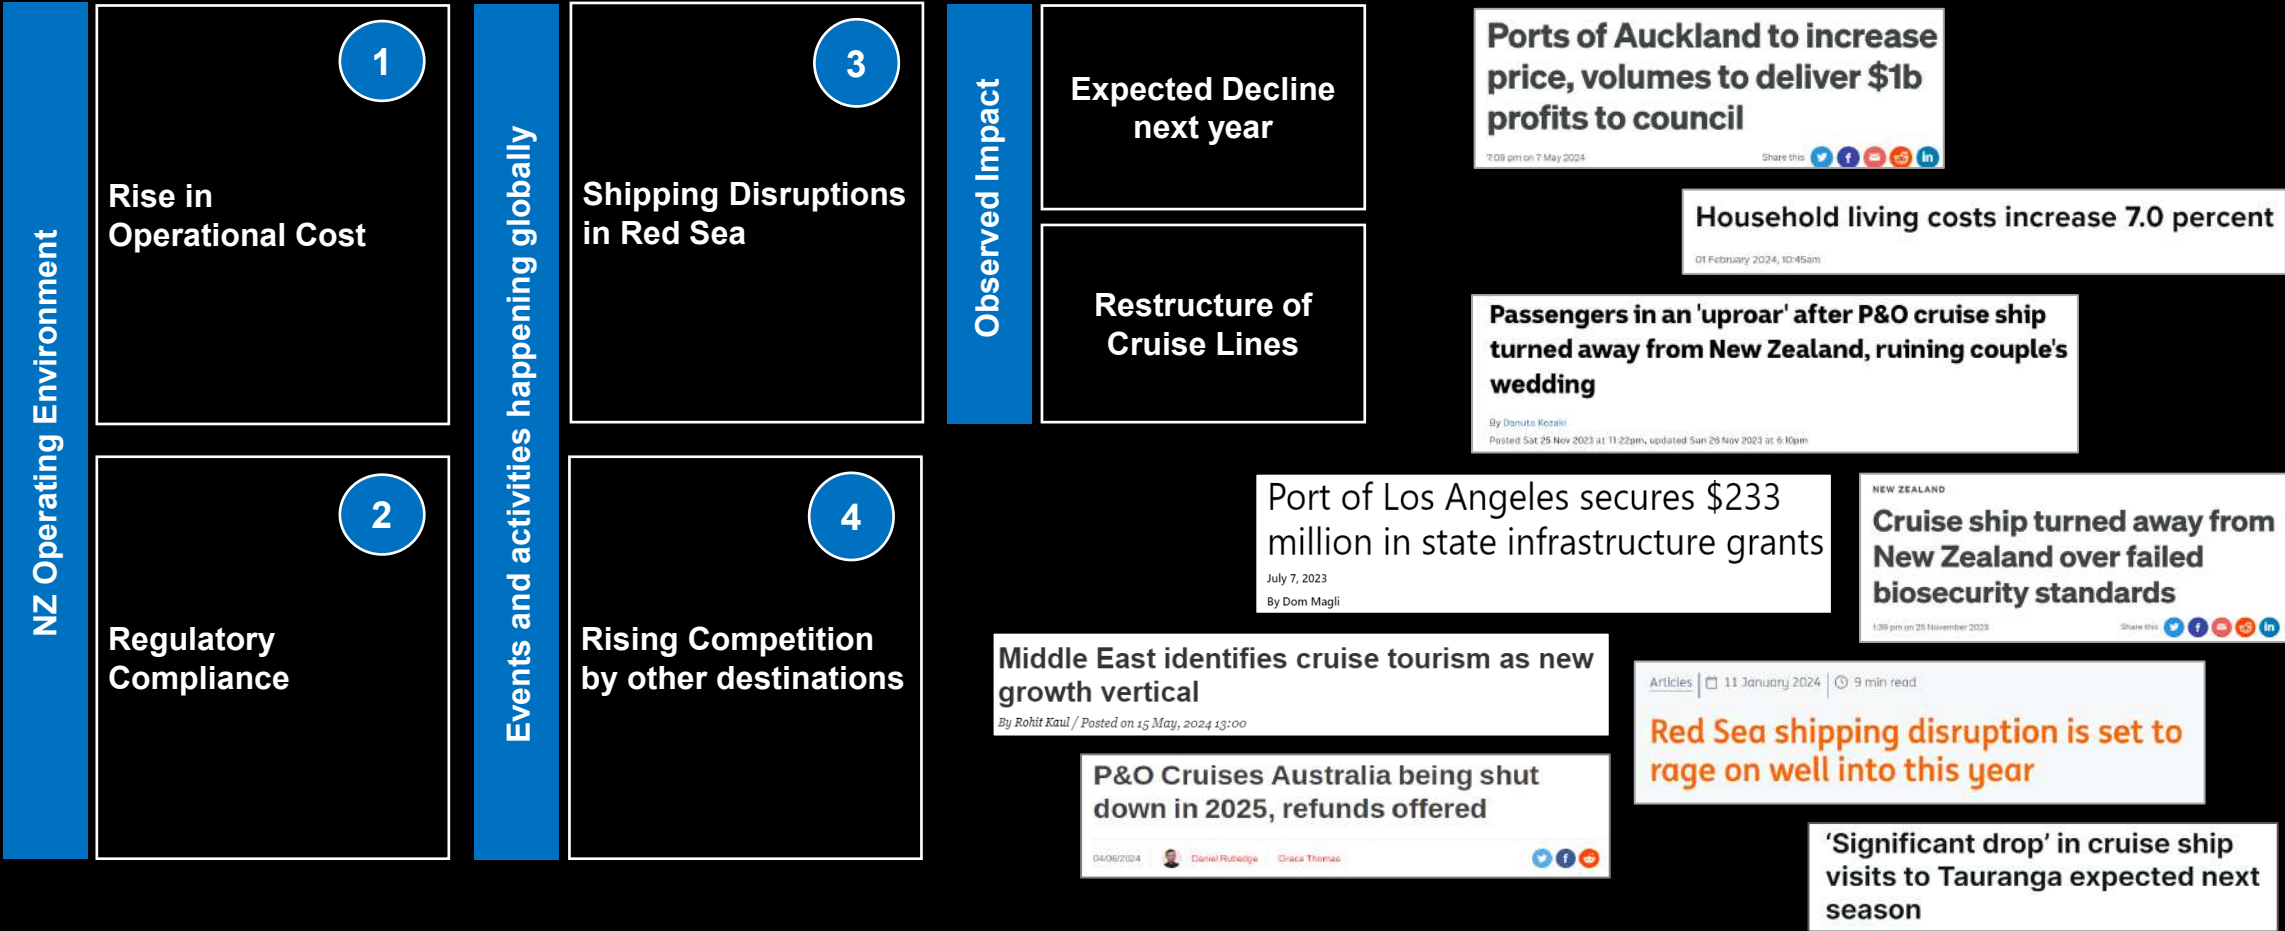 NZ Operating Environment
1
Rise in
Operational Cost
2
Regulatory
Compliance
Events and activities happening globally
3
Shipping Disruptions
in Red Sea
4
Rising Competition
by other destinations
Observed Impact
Expected Decline
next year
Restructure of
Cruise Lines
Ports of Auckland to increase
price, volumes to deliver $1b
profits to council
7:09 pm on 7 May 2024
Share this
Household living costs increase 7.0 percent
01 February 2024, 10:45am
Passengers in an 'uproar' after P&O cruise ship
turned away from New Zealand, ruining couple's
wedding
By Danuta Kozaki
Posted Sat 25 Nov 2023 at 11:22pm, updated Sun 26 Nov 2023 at 6:10pm
Port of Los Angeles secures $233
million in state infrastructure grants
July 7, 2023
By Dom Magli
NEW ZEALAND
Cruise ship turned away from
New Zealand over failed
biosecurity standards
1:39 pm on 25 November 2023
Share this
Middle East identifies cruise tourism as new
growth vertical
By Rohit Kaul / Posted on 15 May, 2024 13:00
Articles | 11 January 2024 | 9 min read
Red Sea shipping disruption is set to
rage on well into this year
P&O Cruises Australia being shut
down in 2025, refunds offered
04/06/2024 Daniel Rutledge Grace Thomas
'Significant drop' in cruise ship
visits to Tauranga expected next
season